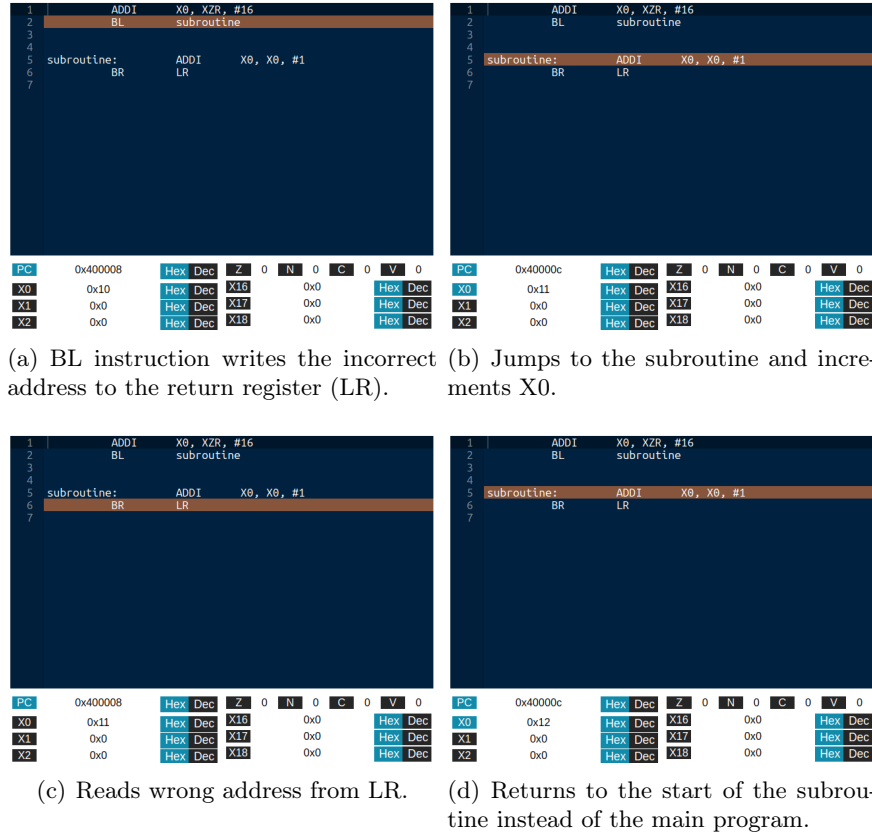 1 ADDI X0, XZR, #16
2 BL subroutine
3
4
5 subroutine: ADDI X0, X0, #1
6 BR LR
7
PC 0x400008 Hex Dec Z 0 N 0 C 0 V 0
X0 0x10 Hex Dec X16 0x0 Hex Dec
X1 0x0 Hex Dec X17 0x0 Hex Dec
X2 0x0 Hex Dec X18 0x0 Hex Dec
(a) BL instruction writes the incorrect
address to the return register (LR).
1 ADDI X0, XZR, #16
2 BL subroutine
3
4
5 subroutine: ADDI X0, X0, #1
6 BR LR
7
PC 0x40000c Hex Dec Z 0 N 0 C 0 V 0
X0 0x11 Hex Dec X16 0x0 Hex Dec
X1 0x0 Hex Dec X17 0x0 Hex Dec
X2 0x0 Hex Dec X18 0x0 Hex Dec
(b) Jumps to the subroutine and incre-
ments X0.
1 ADDI X0, XZR, #16
2 BL subroutine
3
4
5 subroutine: ADDI X0, X0, #1
6 BR LR
7
PC 0x400008 Hex Dec Z 0 N 0 C 0 V 0
X0 0x11 Hex Dec X16 0x0 Hex Dec
X1 0x0 Hex Dec X17 0x0 Hex Dec
X2 0x0 Hex Dec X18 0x0 Hex Dec
(c) Reads wrong address from LR.
1 ADDI X0, XZR, #16
2 BL subroutine
3
4
5 subroutine: ADDI X0, X0, #1
6 BR LR
7
PC 0x40000c Hex Dec Z 0 N 0 C 0 V 0
X0 0x12 Hex Dec X16 0x0 Hex Dec
X1 0x0 Hex Dec X17 0x0 Hex Dec
X2 0x0 Hex Dec X18 0x0 Hex Dec
(d) Returns to the start of the subrou-
tine instead of the main program.